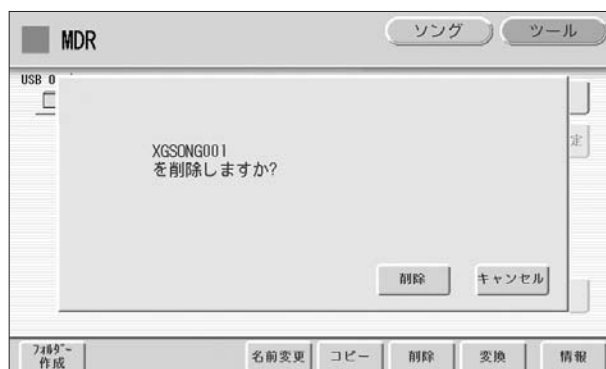 MDR
ソング
ツール
USB 0
定
XGSONG001
を削除しますか?
削除
キャンセル
フォルダー
作成
名前変更
コピー
削除
変換
情報